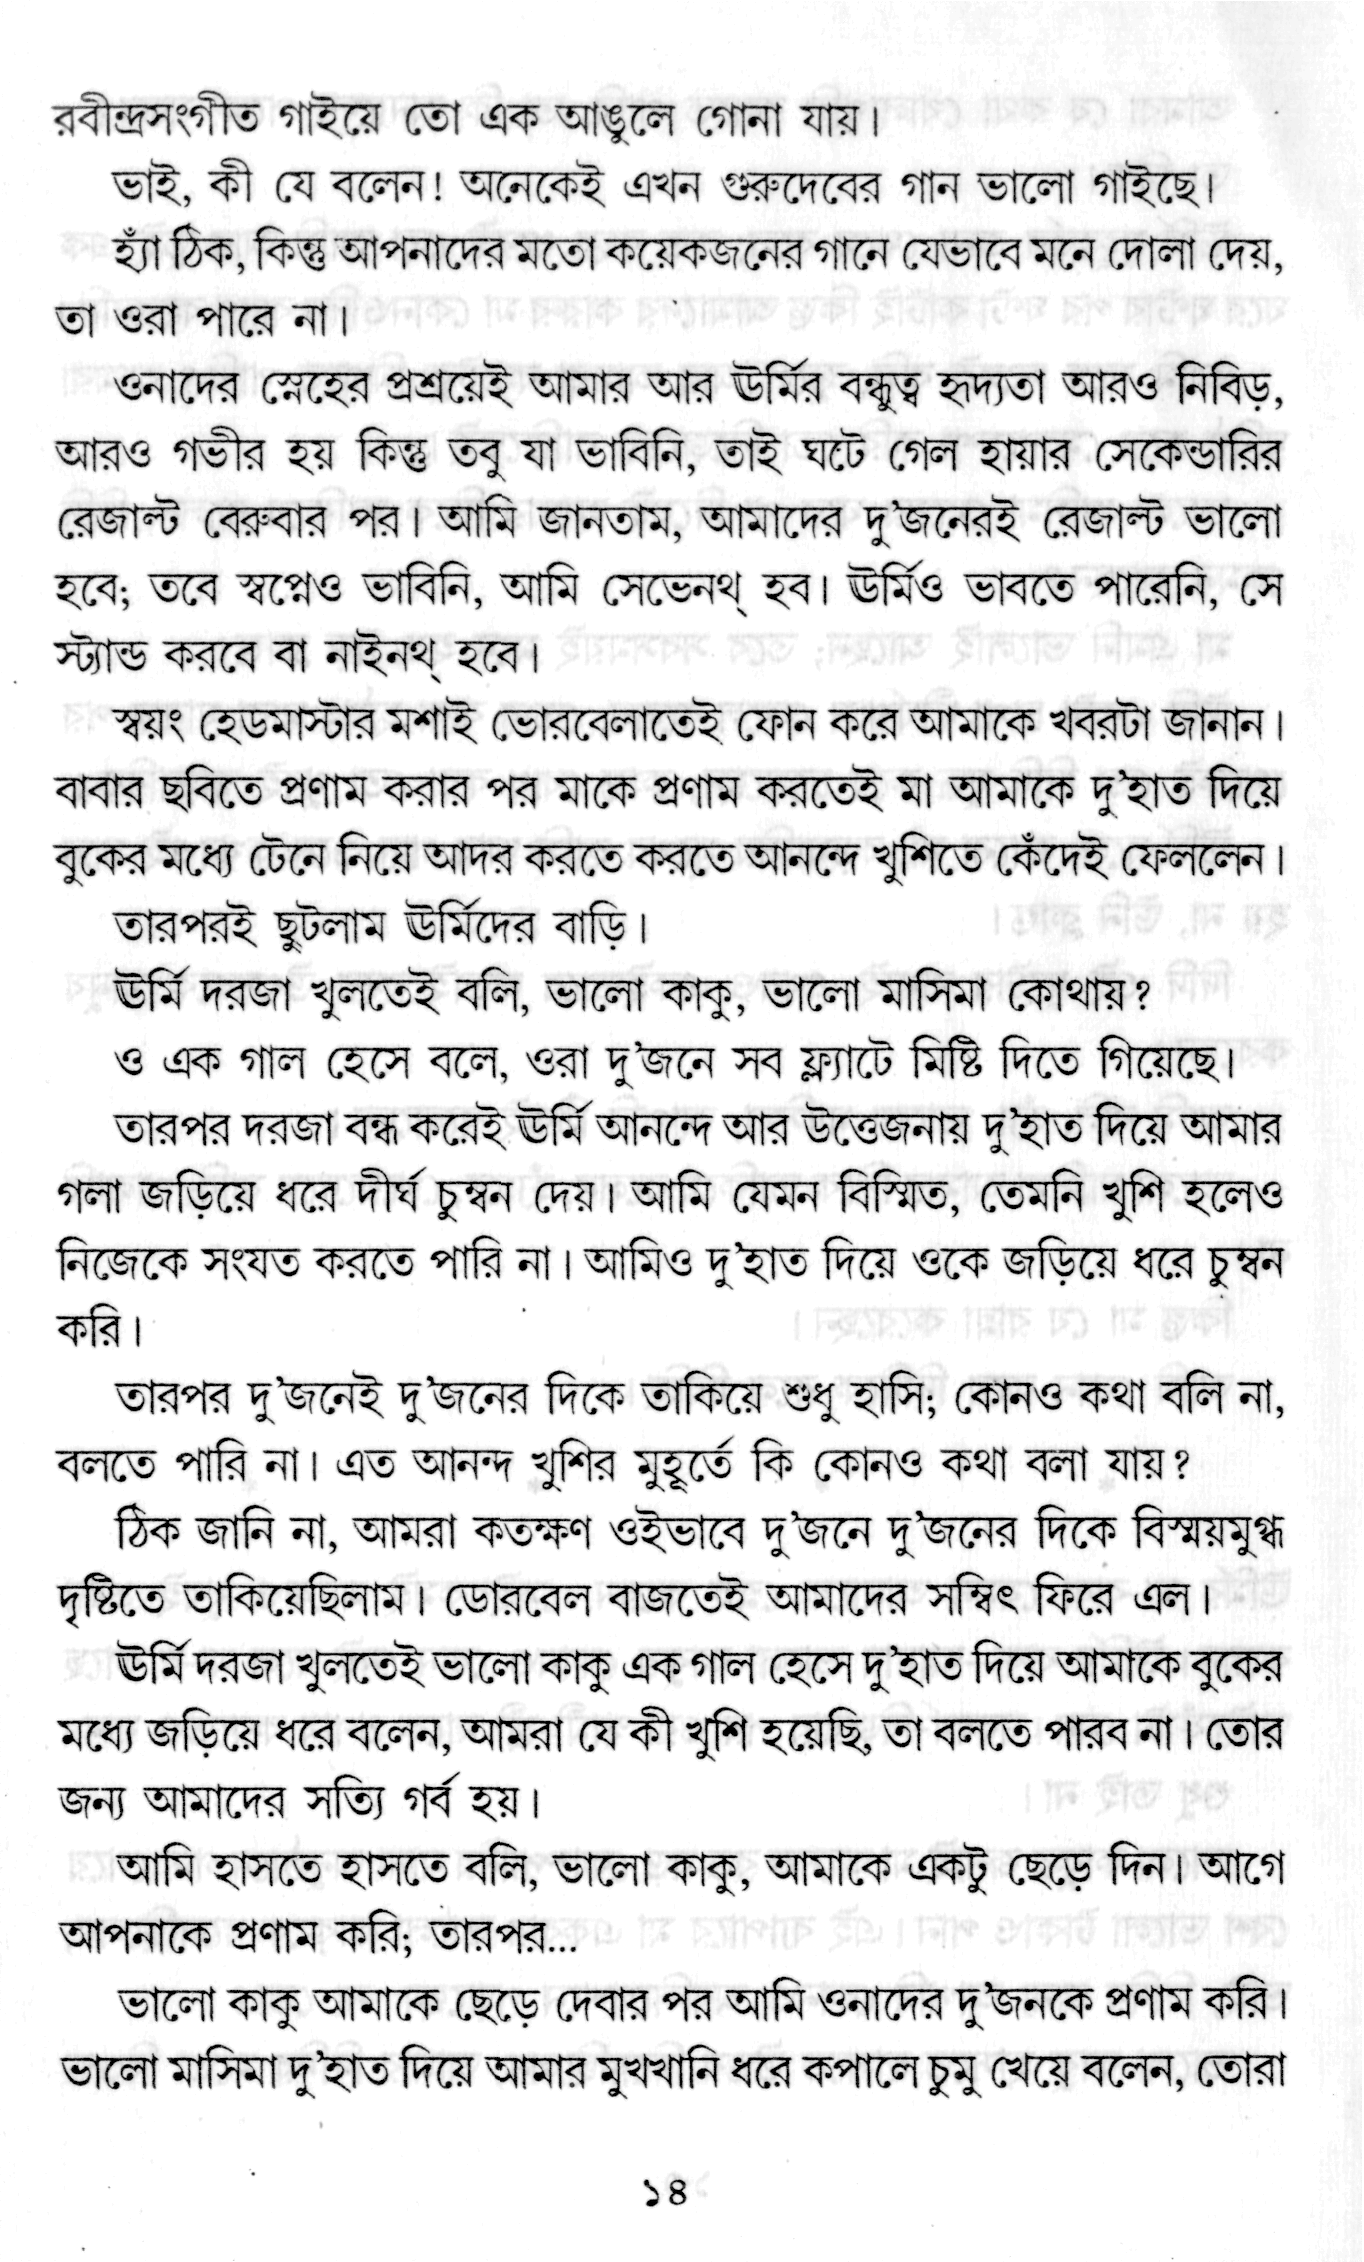 রবীন্দ্রসংগীত গাইয়ে তো এক আঙুলে গোনা যায়।
ভাই, কী যে বলেন! অনেকেই এখন গুরুদেবের গান ভালো গাইছে।
হ্যাঁ ঠিক, কিন্তু আপনাদের মতো কয়েকজনের গানে যেভাবে মনে দোলা দেয়,
তা ওরা পারে না।
ওনাদের স্নেহের প্রশ্রয়েই আমার আর ঊর্মির বন্ধুত্ব হৃদ্যতা আরও নিবিড়,
আরও গভীর হয় কিন্তু তবু যা ভাবিনি, তাই ঘটে গেল হায়ার সেকেন্ডারির
রেজাল্ট বেরুবার পর। আমি জানতাম, আমাদের দু’জনেরই রেজাল্ট ভালো
হবে; তবে স্বপ্নেও ভাবিনি, আমি সেভেনথ্ হব। ঊর্মিও ভাবতে পারেনি, সে
স্ট্যান্ড করবে বা নাইনথ্ হবে।
স্বয়ং হেডমাস্টার মশাই ভোরবেলাতেই ফোন করে আমাকে খবরটা জানান।
বাবার ছবিতে প্রণাম করার পর মাকে প্রণাম করতেই মা আমাকে দু’হাত দিয়ে
বুকের মধ্যে টেনে নিয়ে আদর করতে করতে আনন্দে খুশিতে কেঁদেই ফেললেন।
তারপরই ছুটলাম ঊর্মিদের বাড়ি।
ঊর্মি দরজা খুলতেই বলি, ভালো কাকু, ভালো মাসিমা কোথায়?
ও এক গাল হেসে বলে, ওরা দু’জনে সব ফ্ল্যাটে মিষ্টি দিতে গিয়েছে।
তারপর দরজা বন্ধ করেই ঊর্মি আনন্দে আর উত্তেজনায় দু’হাত দিয়ে আমার
গলা জড়িয়ে ধরে দীর্ঘ চুম্বন দেয়। আমি যেমন বিস্মিত, তেমনি খুশি হলেও
নিজেকে সংযত করতে পারি না। আমিও দু’হাত দিয়ে ওকে জড়িয়ে ধরে চুম্বন
করি।
তারপর দু’জনেই দু’জনের দিকে তাকিয়ে শুধু হাসি; কোনও কথা বলি না,
বলতে পারি না। এত আনন্দ খুশির মুহূর্তে কি কোনও কথা বলা যায়?
ঠিক জানি না, আমরা কতক্ষণ ওইভাবে দু’জনে দু’জনের দিকে বিস্ময়মুগ্ধ
দৃষ্টিতে তাকিয়েছিলাম। ডোরবেল বাজতেই আমাদের সম্বিৎ ফিরে এল।
ঊর্মি দরজা খুলতেই ভালো কাকু এক গাল হেসে দু’হাত দিয়ে আমাকে বুকের
মধ্যে জড়িয়ে ধরে বলেন, আমরা যে কী খুশি হয়েছি, তা বলতে পারব না। তোর
জন্য আমাদের সত্যি গর্ব হয়।
আমি হাসতে হাসতে বলি, ভালো কাকু, আমাকে একটু ছেড়ে দিন। আগে
আপনাকে প্রণাম করি; তারপর...
ভালো কাকু আমাকে ছেড়ে দেবার পর আমি ওনাদের দু’জনকে প্রণাম করি।
ভালো মাসিমা দু’হাত দিয়ে আমার মুখখানি ধরে কপালে চুমু খেয়ে বলেন, তোরা
১৪